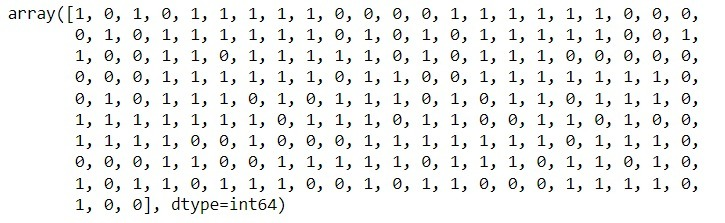 array([1, 0, 1, 0, 1, 1, 1, 1, 1, 0, 0, 0, 0, 1, 1, 1, 1, 1, 1, 0, 0, 0,
0, 1, 0, 1, 1, 1, 1, 1, 1, 0, 1, 0, 1, 0, 1, 1, 1, 1, 1, 0, 0, 1,
1, 0, 0, 1, 1, 0, 1, 1, 1, 1, 1, 0, 1, 0, 1, 1, 1, 0, 0, 0, 0, 0,
0, 0, 0, 1, 1, 1, 1, 1, 1, 0, 1, 1, 0, 0, 1, 1, 1, 1, 1, 1, 1, 0,
0, 1, 0, 1, 1, 1, 0, 1, 0, 1, 1, 1, 0, 1, 0, 1, 1, 0, 1, 1, 1, 0,
1, 1, 1, 1, 1, 1, 1, 0, 1, 1, 1, 0, 1, 1, 0, 0, 1, 1, 0, 1, 0, 0,
1, 1, 1, 1, 0, 0, 1, 0, 0, 0, 1, 1, 1, 1, 1, 1, 1, 0, 1, 1, 1, 0,
0, 0, 0, 1, 1, 0, 0, 1, 1, 1, 1, 1, 0, 1, 1, 1, 0, 1, 1, 0, 1, 0,
1, 0, 1, 1, 0, 1, 1, 1, 0, 0, 1, 0, 1, 1, 0, 0, 0, 1, 1, 1, 1, 0,
1, 0, 0], dtype=int64)